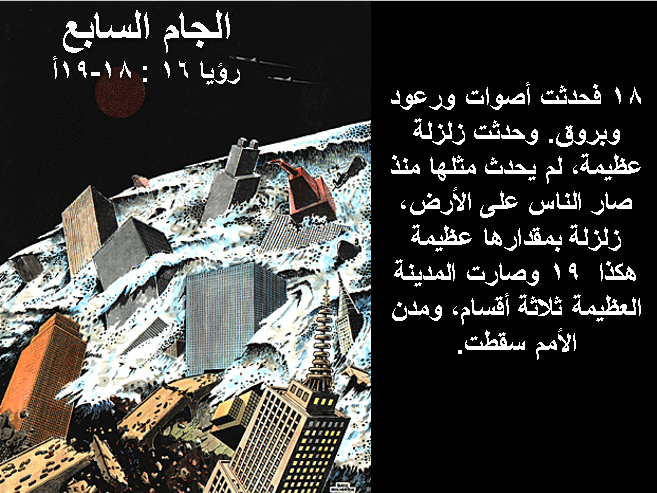 الجام السابع
رؤيا ١٦ : ١٨-١٩أ
١٨ فحدثت أصوات ورعود
وبروق. وحدثت زلزلة
عظيمة، لم يحدث مثلها منذ
صار الناس على الأرض،
زلزلة بمقدارها عظيمة
هكذا ١٩ وصارت المدينة
العظيمة ثلاثة أقسام، ومدن
الأمم سقطت.